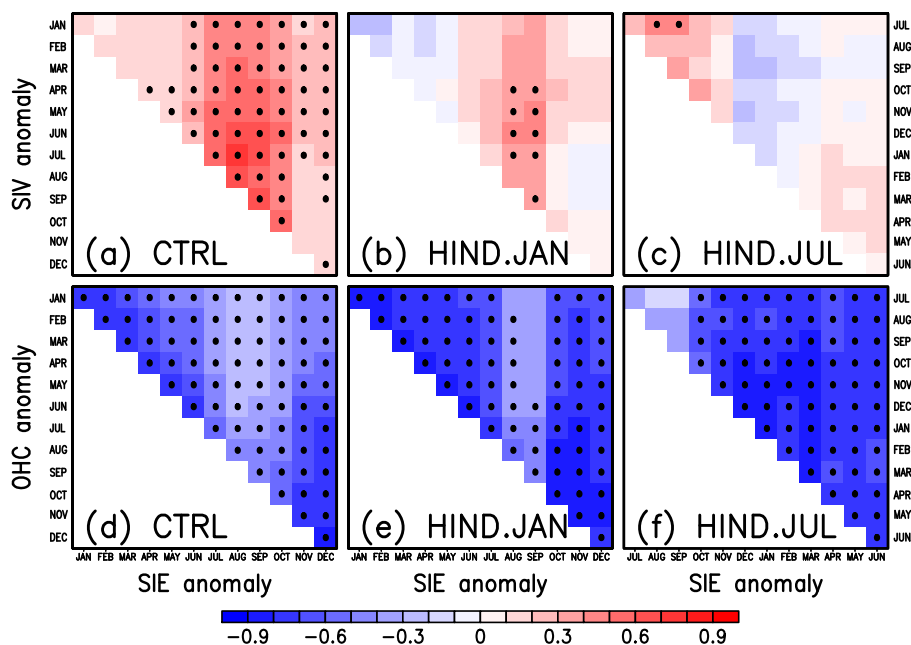 SIV anomaly
JAN
FEB
MAR
APR
MAY
JUN
JUL
AUG
SEP
OCT
NOV
DEC
(a) CTRL
(b) HIND.JAN
(c) HIND.JUL
JUL
AUG
SEP
OCT
NOV
DEC
JAN
FEB
MAR
APR
MAY
JUN
OHC anomaly
JAN
FEB
MAR
APR
MAY
JUN
JUL
AUG
SEP
OCT
NOV
DEC
(d) CTRL
(e) HIND.JAN
(f) HIND.JUL
JUL
AUG
SEP
OCT
NOV
DEC
JAN
FEB
MAR
APR
MAY
JUN
JAN FEB MAR APR MAY JUN JUL AUG SEP OCT NOV DEC
JAN FEB MAR APR MAY JUN JUL AUG SEP OCT NOV DEC
JUL AUG SEP OCT NOV DEC JAN FEB MAR APR MAY JUN
SIE anomaly
SIE anomaly
SIE anomaly
−0.9 −0.6 −0.3 0 0.3 0.6 0.9